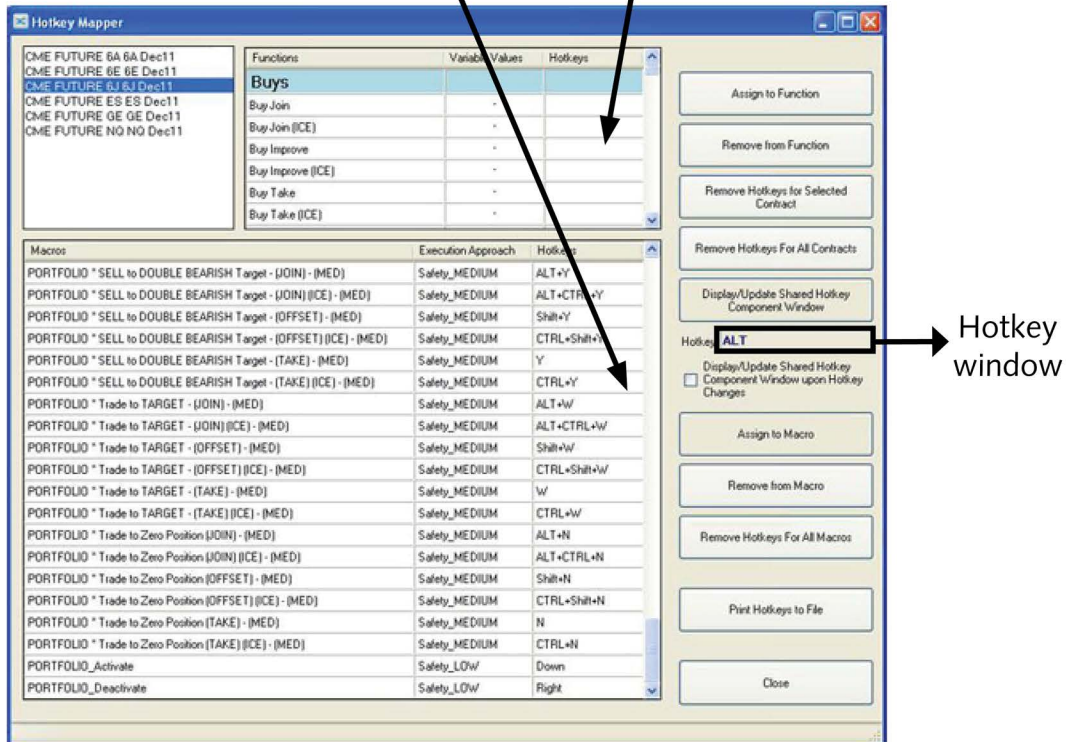 Hotkey Mapper
CME FUTURE 6A 6A Dec11
CME FUTURE 6E 6E Dec11
CME FUTURE 6J 6J Dec11
CME FUTURE ES ES Dec11
CME FUTURE GE GE Dec11
CME FUTURE NQ NQ Dec11
Functions Variable Values Hotkeys
Buys
Buy Join -
Buy Join (ICE) -
Buy Improve -
Buy Improve (ICE) -
Buy Take -
Buy Take (ICE) -
Macros Execution Approach Hotkeys
PORTFOLIO * SELL to DOUBLE BEARISH Target - (JOIN) - (MED) Safety_MEDIUM ALT+Y
PORTFOLIO * SELL to DOUBLE BEARISH Target - (JOIN) (ICE) - (MED) Safety_MEDIUM ALT+CTRL+Y
PORTFOLIO * SELL to DOUBLE BEARISH Target - (OFFSET) - (MED) Safety_MEDIUM Shift+Y
PORTFOLIO * SELL to DOUBLE BEARISH Target - (OFFSET) (ICE) - (MED) Safety_MEDIUM CTRL+Shift+Y
PORTFOLIO * SELL to DOUBLE BEARISH Target - (TAKE) - (MED) Safety_MEDIUM Y
PORTFOLIO * SELL to DOUBLE BEARISH Target - (TAKE) (ICE) - (MED) Safety_MEDIUM CTRL+Y
PORTFOLIO * Trade to TARGET - (JOIN) - (MED) Safety_MEDIUM ALT+W
PORTFOLIO * Trade to TARGET - (JOIN) (ICE) - (MED) Safety_MEDIUM ALT+CTRL+W
PORTFOLIO * Trade to TARGET - (OFFSET) - (MED) Safety_MEDIUM Shift+W
PORTFOLIO * Trade to TARGET - (OFFSET) (ICE) - (MED) Safety_MEDIUM CTRL+Shift+W
PORTFOLIO * Trade to TARGET - (TAKE) - (MED) Safety_MEDIUM W
PORTFOLIO * Trade to TARGET - (TAKE) (ICE) - (MED) Safety_MEDIUM CTRL+W
PORTFOLIO * Trade to Zero Position (JOIN) - (MED) Safety_MEDIUM ALT+N
PORTFOLIO * Trade to Zero Position (JOIN) (ICE) - (MED) Safety_MEDIUM ALT+CTRL+N
PORTFOLIO * Trade to Zero Position (OFFSET) - (MED) Safety_MEDIUM Shift+N
PORTFOLIO * Trade to Zero Position (OFFSET) (ICE) - (MED) Safety_MEDIUM CTRL+Shift+N
PORTFOLIO * Trade to Zero Position (TAKE) - (MED) Safety_MEDIUM N
PORTFOLIO * Trade to Zero Position (TAKE) (ICE) - (MED) Safety_MEDIUM CTRL+N
PORTFOLIO_Activate Safety_LOW Down
PORTFOLIO_Deactivate Safety_LOW Right
Assign to Function
Remove from Function
Remove Hotkeys for Selected
Contract
Remove Hotkeys For All Contracts
Display/Update Shared Hotkey
Component Window
Hotkey ALT
Display/Update Shared Hotkey
Component Window upon Hotkey
Changes
Assign to Macro
Remove from Macro
Remove Hotkeys For All Macros
Print Hotkeys to File
Close
Hotkey
window